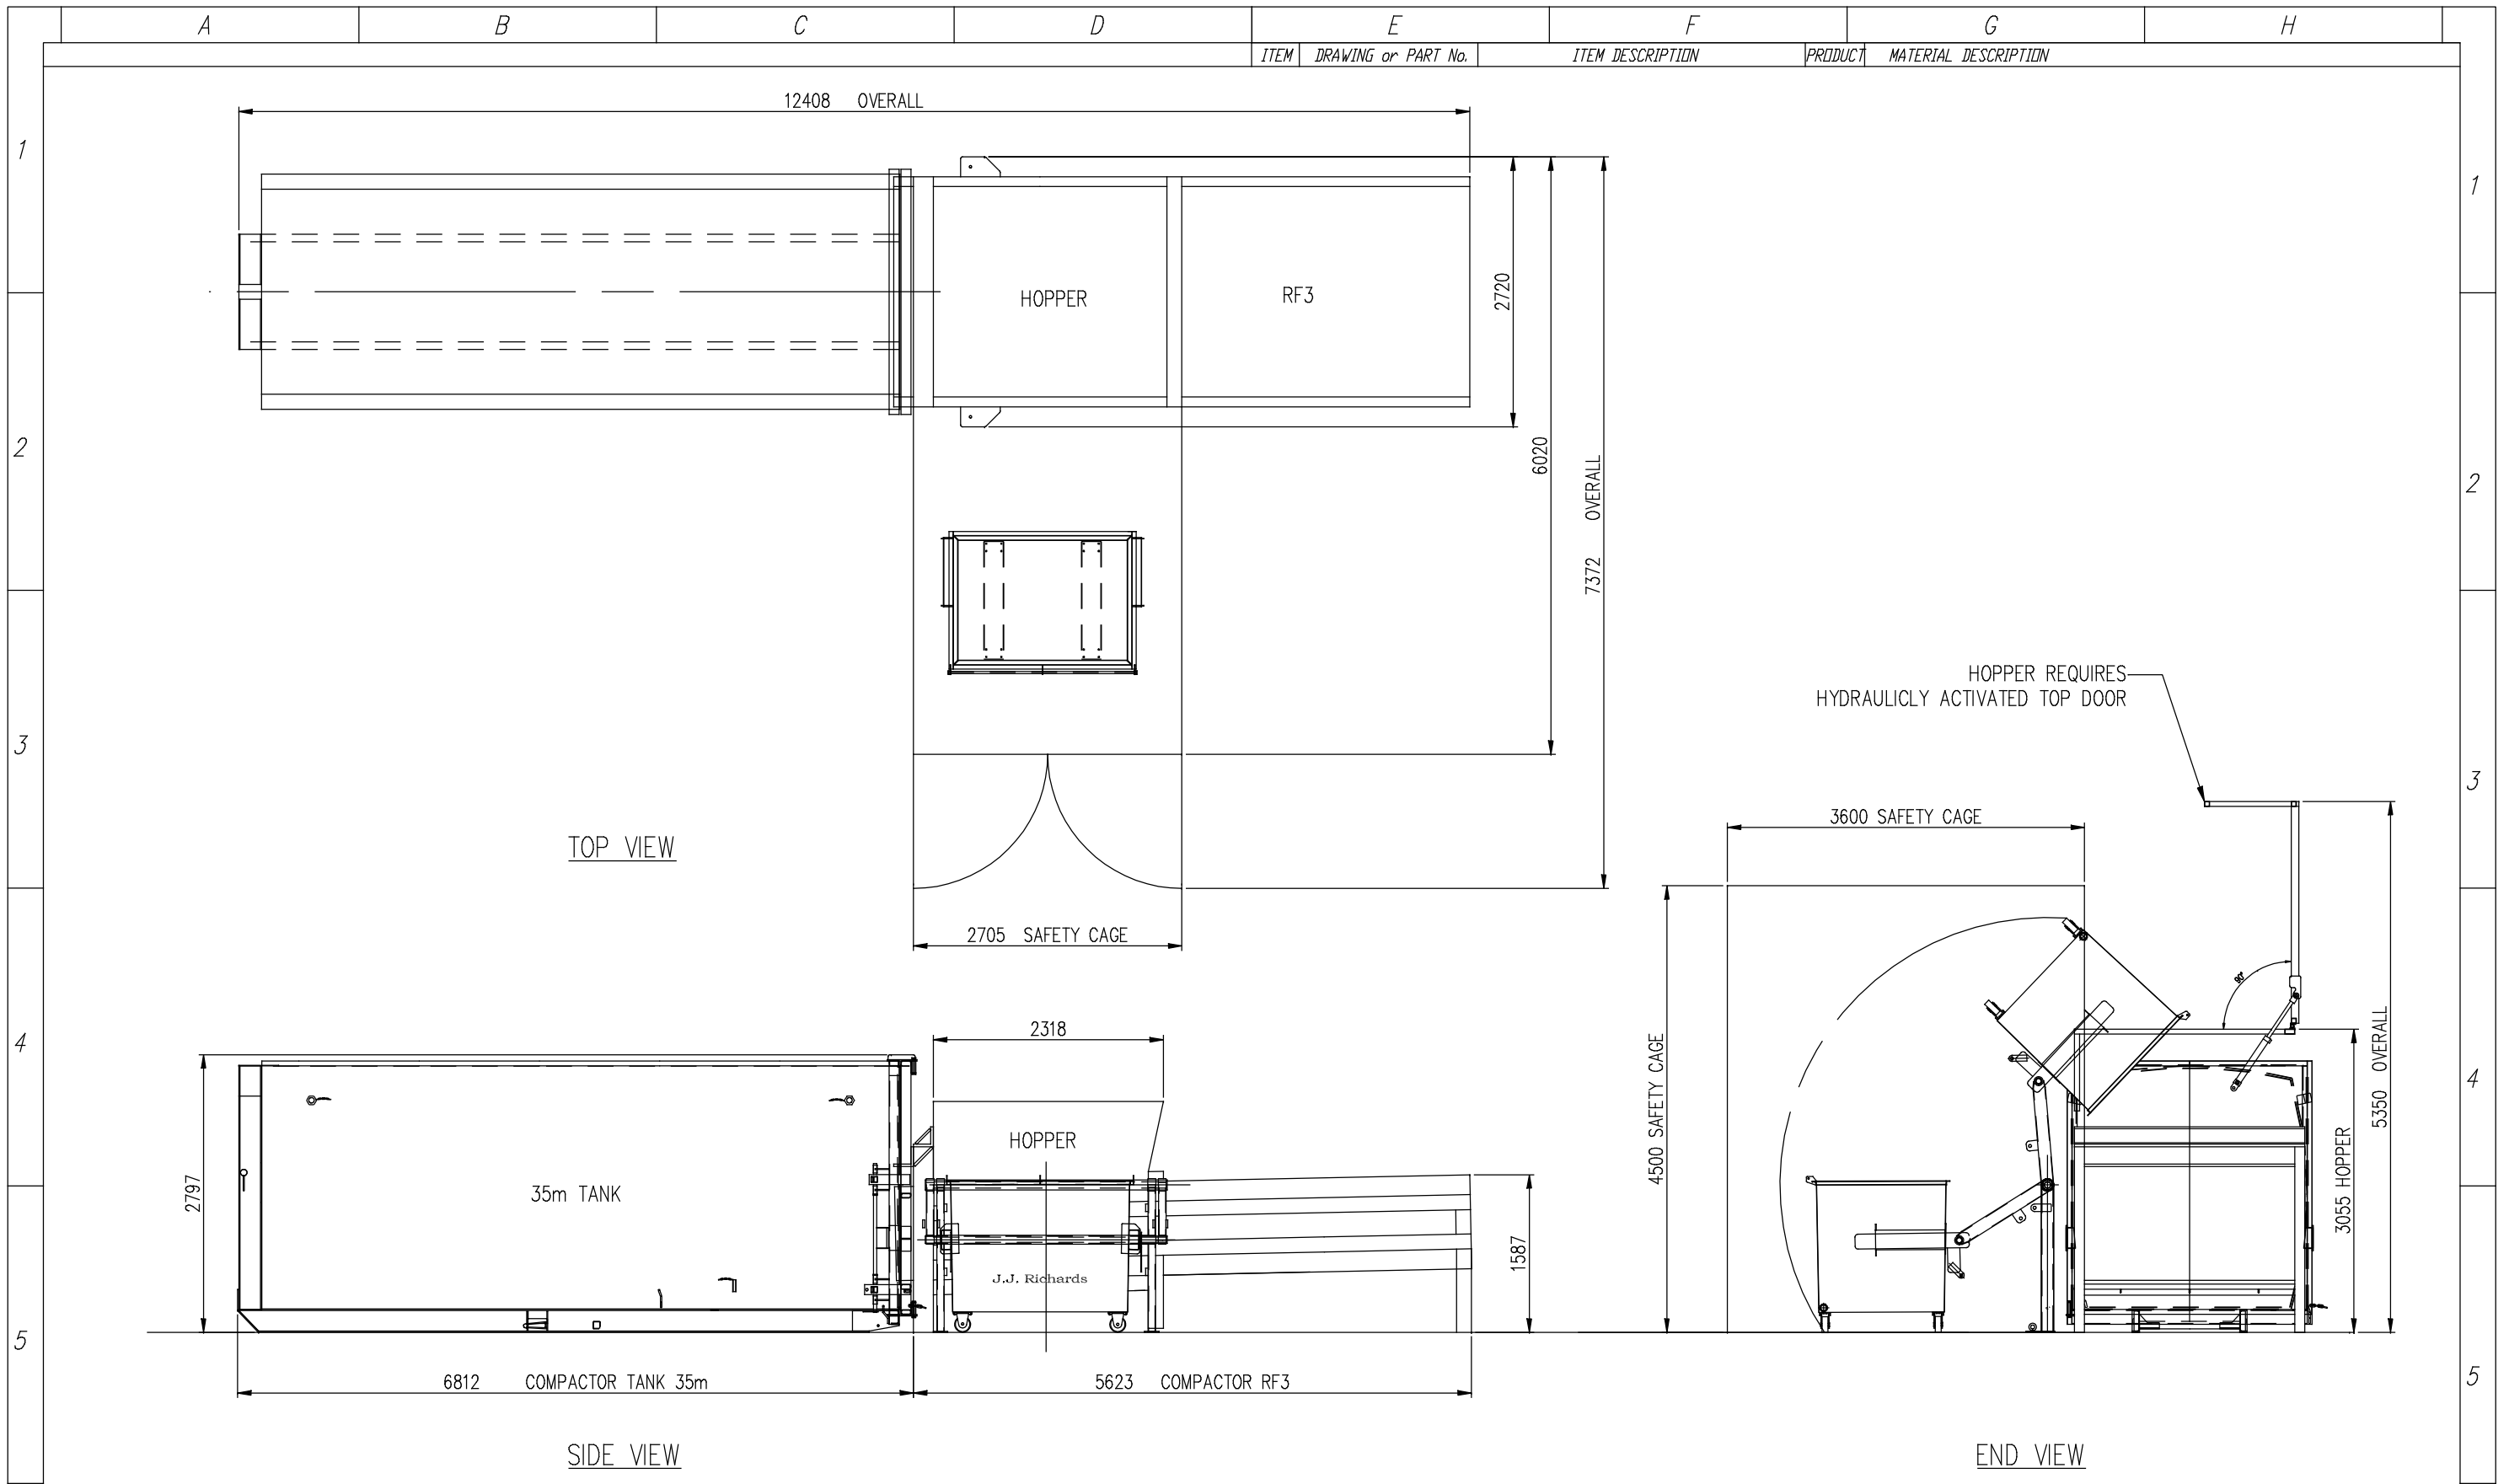 A B C D E F G H
ITEM DRAWING or PART No. ITEM DESCRIPTION PRODUCT MATERIAL DESCRIPTION
12408 OVERALL
1
1
HOPPER
RF3
2720
6020
7372 OVERALL
2
2
HOPPER REQUIRES
HYDRAULICLY ACTIVATED TOP DOOR
3
3
TOP VIEW
3600 SAFETY CAGE
2705 SAFETY CAGE
90°
2318
4
4
HOPPER
2797
35m TANK
4500 SAFETY CAGE
5350 OVERALL
3055 HOPPER
1587
J.J. Richards
5
5
6812 COMPACTOR TANK 35m
5623 COMPACTOR RF3
SIDE VIEW
END VIEW